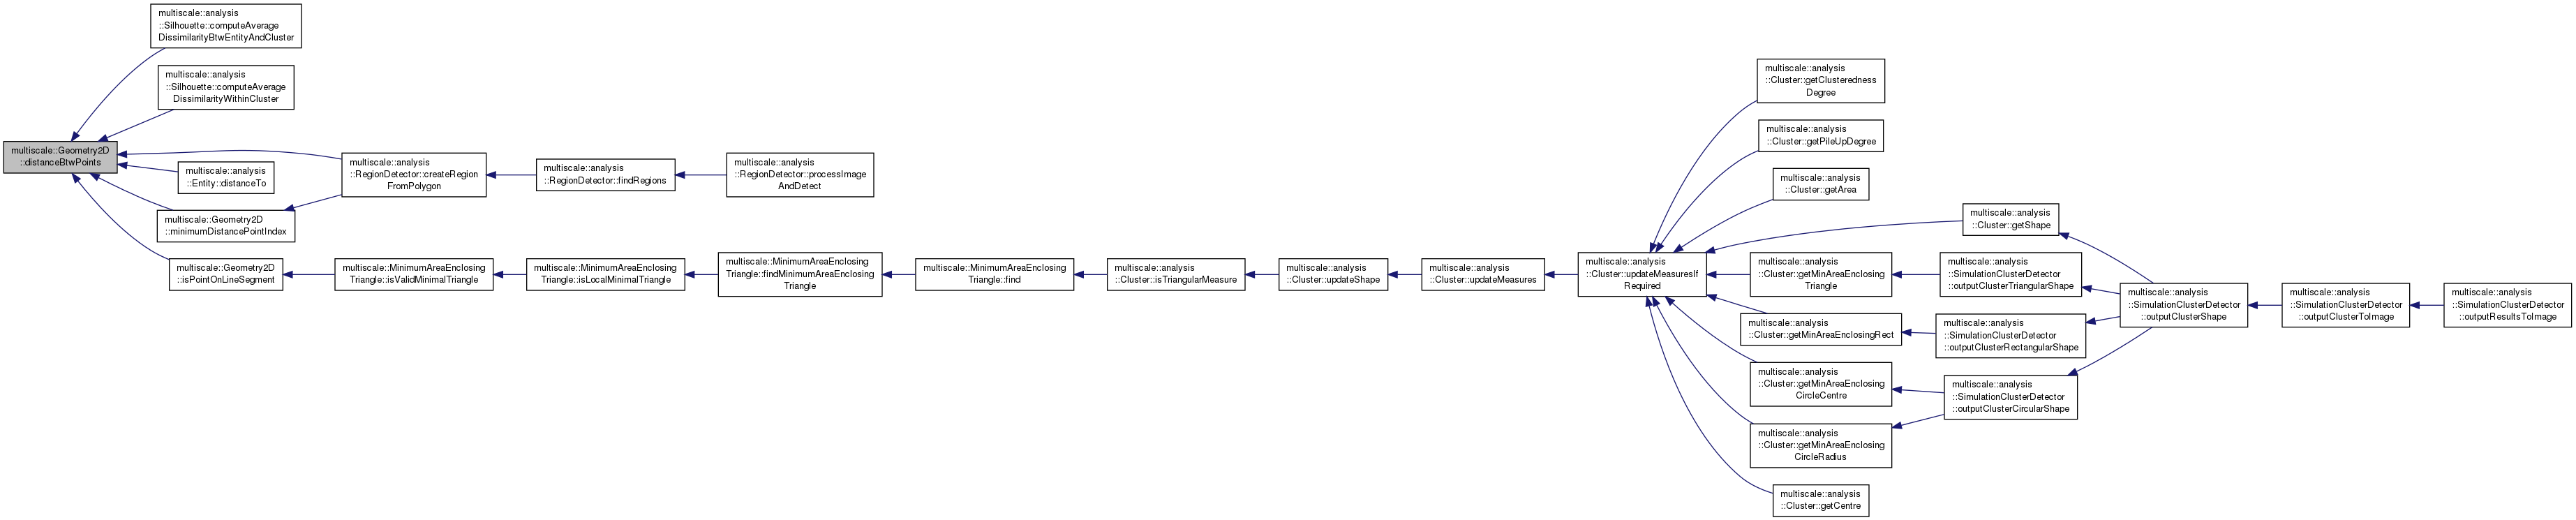 multiscale::Geometry2D
::distanceBtwPoints
multiscale::analysis
::Silhouette::computeAverage
DissimilarityBtwEntityAndCluster
multiscale::analysis
::Silhouette::computeAverage
DissimilarityWithinCluster
multiscale::analysis
::RegionDetector::createRegion
FromPolygon
multiscale::analysis
::Entity::distanceTo
multiscale::Geometry2D
::minimumDistancePointIndex
multiscale::Geometry2D
::isPointOnLineSegment
multiscale::analysis
::RegionDetector::findRegions
multiscale::analysis
::RegionDetector::processImage
AndDetect
multiscale::MinimumAreaEnclosing
Triangle::isValidMinimalTriangle
multiscale::MinimumAreaEnclosing
Triangle::isLocalMinimalTriangle
multiscale::MinimumAreaEnclosing
Triangle::findMinimumAreaEnclosing
Triangle
multiscale::MinimumAreaEnclosing
Triangle::find
multiscale::analysis
::Cluster::isTriangularMeasure
multiscale::analysis
::Cluster::updateShape
multiscale::analysis
::Cluster::updateMeasures
multiscale::analysis
::Cluster::updateMeasuresIf
Required
multiscale::analysis
::Cluster::getClusteredness
Degree
multiscale::analysis
::Cluster::getPileUpDegree
multiscale::analysis
::Cluster::getArea
multiscale::analysis
::Cluster::getShape
multiscale::analysis
::Cluster::getMinAreaEnclosing
Triangle
multiscale::analysis
::Cluster::getMinAreaEnclosingRect
multiscale::analysis
::Cluster::getMinAreaEnclosing
CircleCentre
multiscale::analysis
::Cluster::getMinAreaEnclosing
CircleRadius
multiscale::analysis
::Cluster::getCentre
multiscale::analysis
::SimulationClusterDetector
::outputClusterTriangularShape
multiscale::analysis
::SimulationClusterDetector
::outputClusterRectangularShape
multiscale::analysis
::SimulationClusterDetector
::outputClusterCircularShape
multiscale::analysis
::SimulationClusterDetector
::outputClusterShape
multiscale::analysis
::SimulationClusterDetector
::outputClusterToImage
multiscale::analysis
::SimulationClusterDetector
::outputResultsToImage